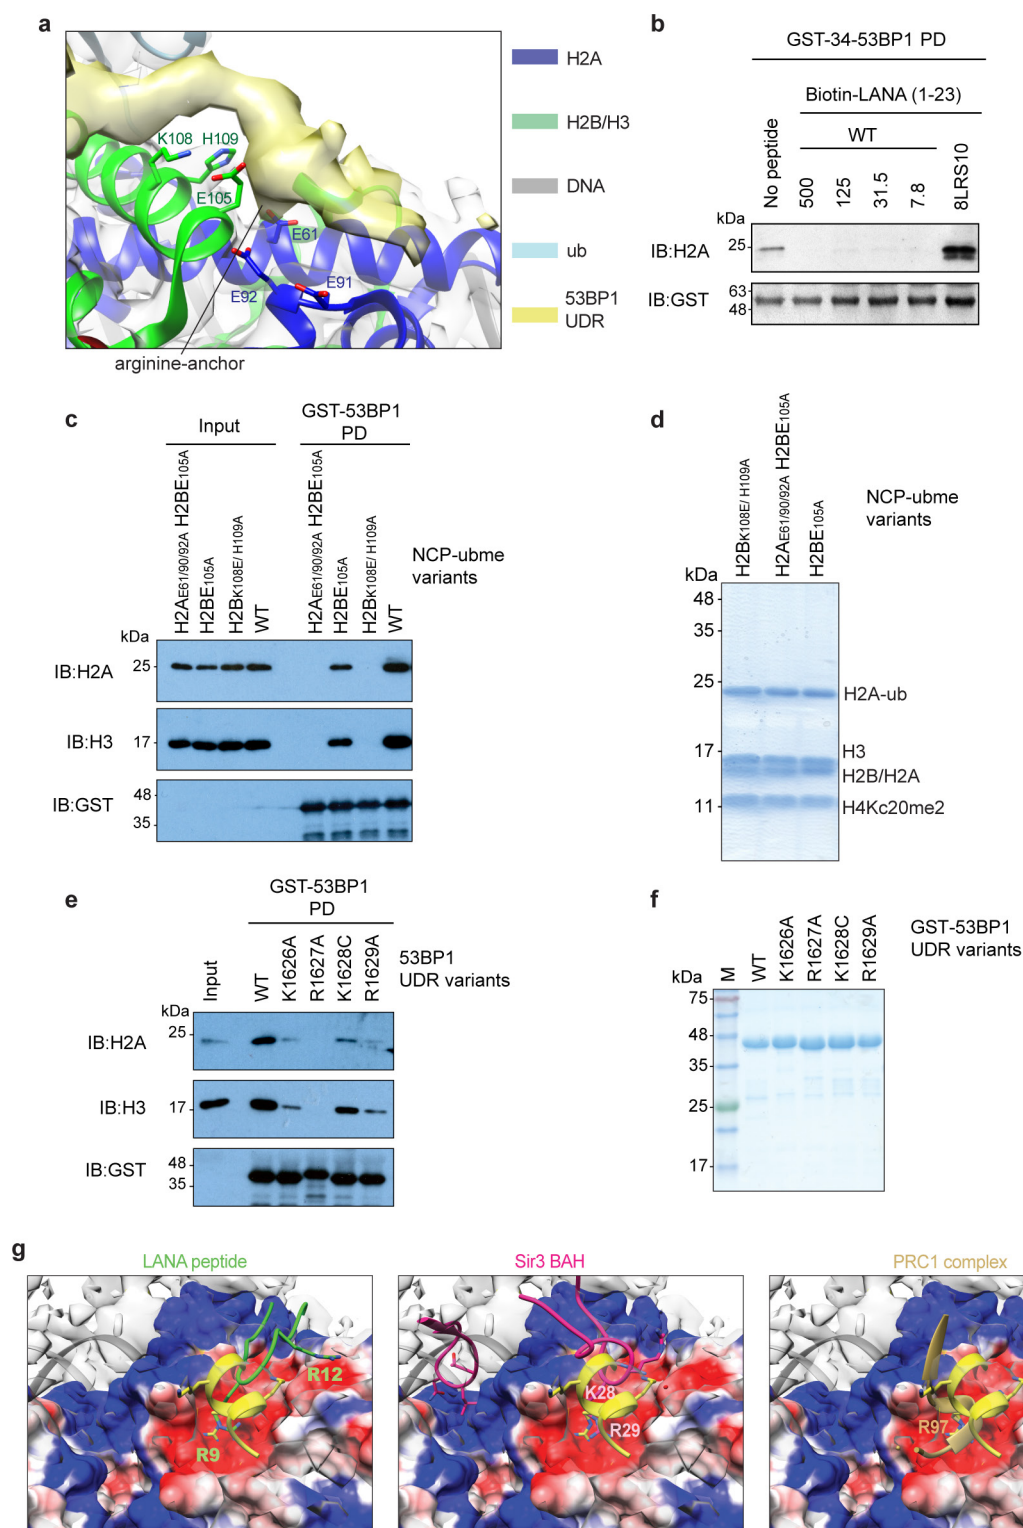 a
K108
H109
E105
E61
E92
E91
arginine-anchor
H2A
H2B/H3
DNA
ub
53BP1
UDR
b
GST-34-53BP1 PD
Biotin-LANA (1-23)
WT
No peptide
500
125
31.5
7.8
8LRS10
kDa
IB:H2A
25
IB:GST
63
48
c
Input
GST-53BP1
PD
H2AE61/90/92A H2BE105A
H2BE105A
H2BK108E/ H109A
WT
H2AE61/90/92A H2BE105A
H2BE105A
H2BK108E/ H109A
WT
NCP-ubme
variants
kDa
IB:H2A
25
IB:H3
17
IB:GST
48
35
d
H2BK108E/ H109A
H2AE61/90/92A H2BE105A
H2BE105A
NCP-ubme
variants
kDa
48
35
25
17
11
H2A-ub
H3
H2B/H2A
H4Kc20me2
e
GST-53BP1
PD
Input
WT
K1626A
R1627A
K1628C
R1629A
53BP1
UDR variants
kDa
IB:H2A
25
IB:H3
17
IB:GST
48
35
f
GST-53BP1
UDR variants
kDa
M
WT
K1626A
R1627A
K1628C
R1629A
75
48
35
25
17
g
LANA peptide
R12
R9
Sir3 BAH
K28
R29
PRC1 complex
R97